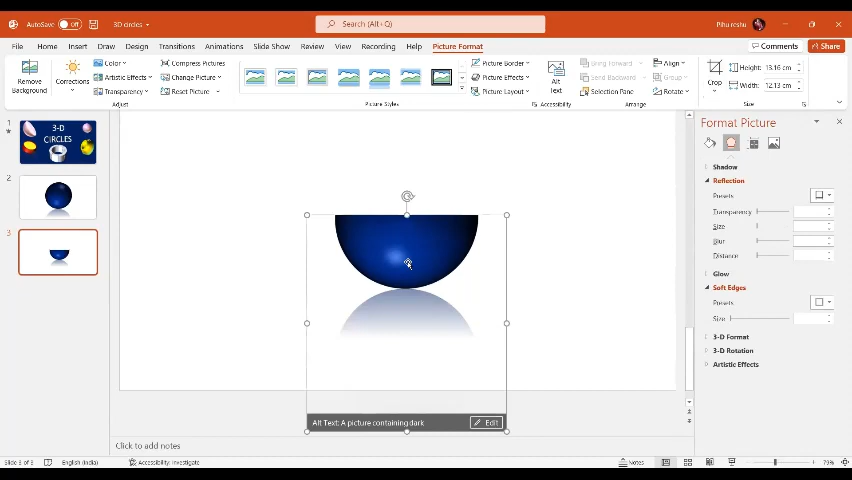 AutoSave Off 3D circles Search (Alt+Q) Pihu reshu
File Home Insert Draw Design Transitions Animations Slide Show Review View Recording Help Picture Format Comments Share
Remove Background
Corrections
Color
Artistic Effects
Transparency
Compress Pictures
Change Picture
Reset Picture
Adjust
Picture Styles
Picture Border
Picture Effects
Picture Layout
Alt Text
Accessibility
Bring Forward
Send Backward
Selection Pane
Align
Group
Rotate
Arrange
Crop
Height: 13.16 cm
Width: 12.13 cm
Size
1
3-D
CIRCLES
2
3
Alt Text: A picture containing dark Edit
Format Picture
Shadow
Reflection
Presets
Transparency
Size
Blur
Distance
Glow
Soft Edges
Presets
Size
3-D Format
3-D Rotation
Artistic Effects
Click to add notes
Slide 3 of 3 English (India) Accessibility: Investigate Notes 79%